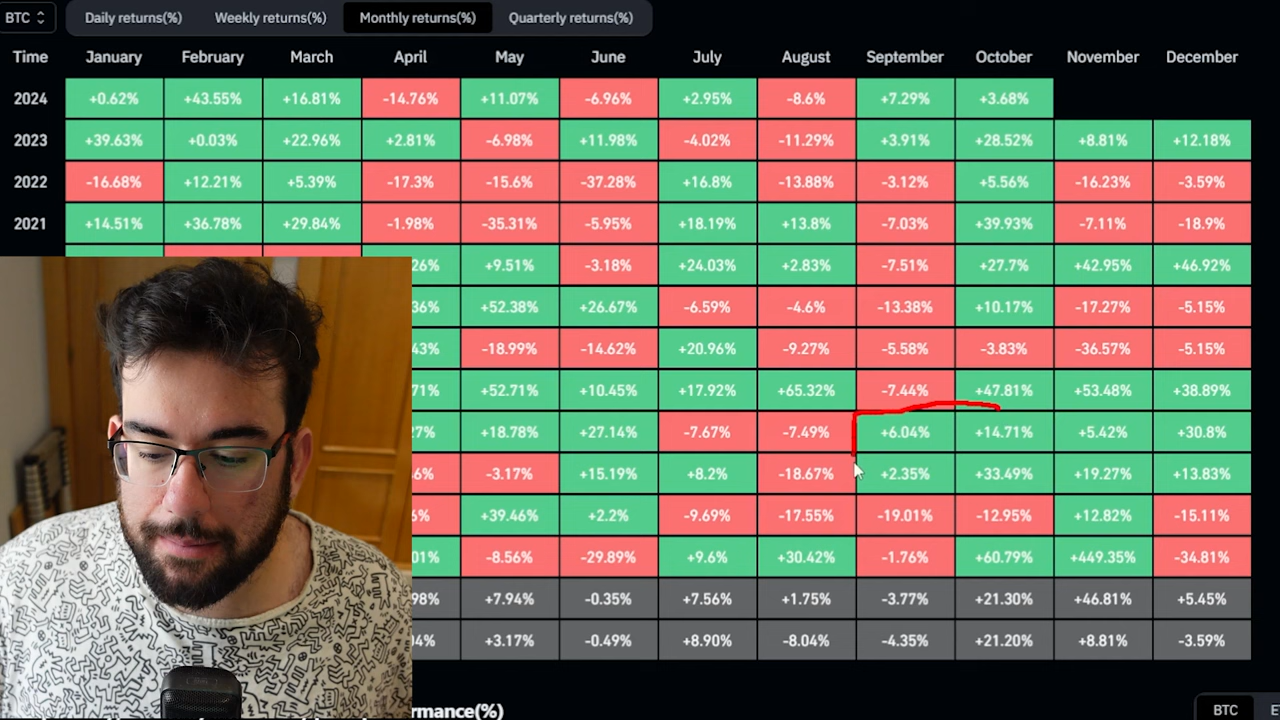 BTC Daily returns(%) Weekly returns(%) Monthly returns(%) Quarterly returns(%)
Time January February March April May June July August September October November December
2024 +0.62% +43.55% +16.81% -14.76% +11.07% -6.96% +2.95% -8.6% +7.29% +3.68%
2023 +39.63% +0.03% +22.96% +2.81% -6.98% +11.98% -4.02% -11.29% +3.91% +28.52% +8.81% +12.18%
2022 -16.68% +12.21% +5.39% -17.3% -15.6% -37.28% +16.8% -13.88% -3.12% +5.56% -16.23% -3.59%
2021 +14.51% +36.78% +29.84% -1.98% -35.31% -5.95% +18.19% +13.8% -7.03% +39.93% -7.11% -18.9%
26% +9.51% -3.18% +24.03% +2.83% -7.51% +27.7% +42.95% +46.92%
36% +52.38% +26.67% -6.59% -4.6% -13.38% +10.17% -17.27% -5.15%
43% -18.99% -14.62% +20.96% -9.27% -5.58% -3.83% -36.57% -5.15%
71% +52.71% +10.45% +17.92% +65.32% -7.44% +47.81% +53.48% +38.89%
27% +18.78% +27.14% -7.67% -7.49% +6.04% +14.71% +5.42% +30.8%
6% -3.17% +15.19% +8.2% -18.67% +2.35% +33.49% +19.27% +13.83%
6% +39.46% +2.2% -9.69% -17.55% -19.01% -12.95% +12.82% -15.11%
01% -8.56% -29.89% +9.6% +30.42% -1.76% +60.79% +449.35% -34.81%
98% +7.94% -0.35% +7.56% +1.75% -3.77% +21.30% +46.81% +5.45%
04% +3.17% -0.49% +8.90% -8.04% -4.35% +21.20% +8.81% -3.59%
rmance(%) BTC